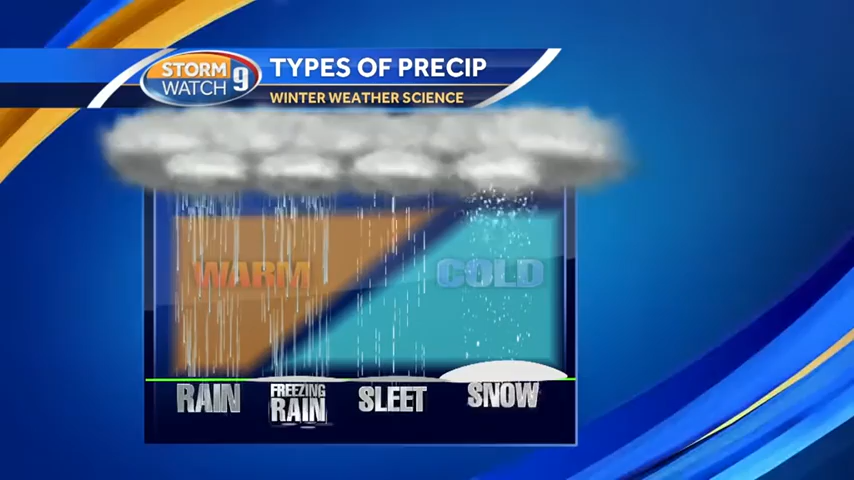 STORM
WATCH 9
TYPES OF PRECIP
WINTER WEATHER SCIENCE
WARM
COLD
RAIN
FREEZING
RAIN
SLEET
SNOW